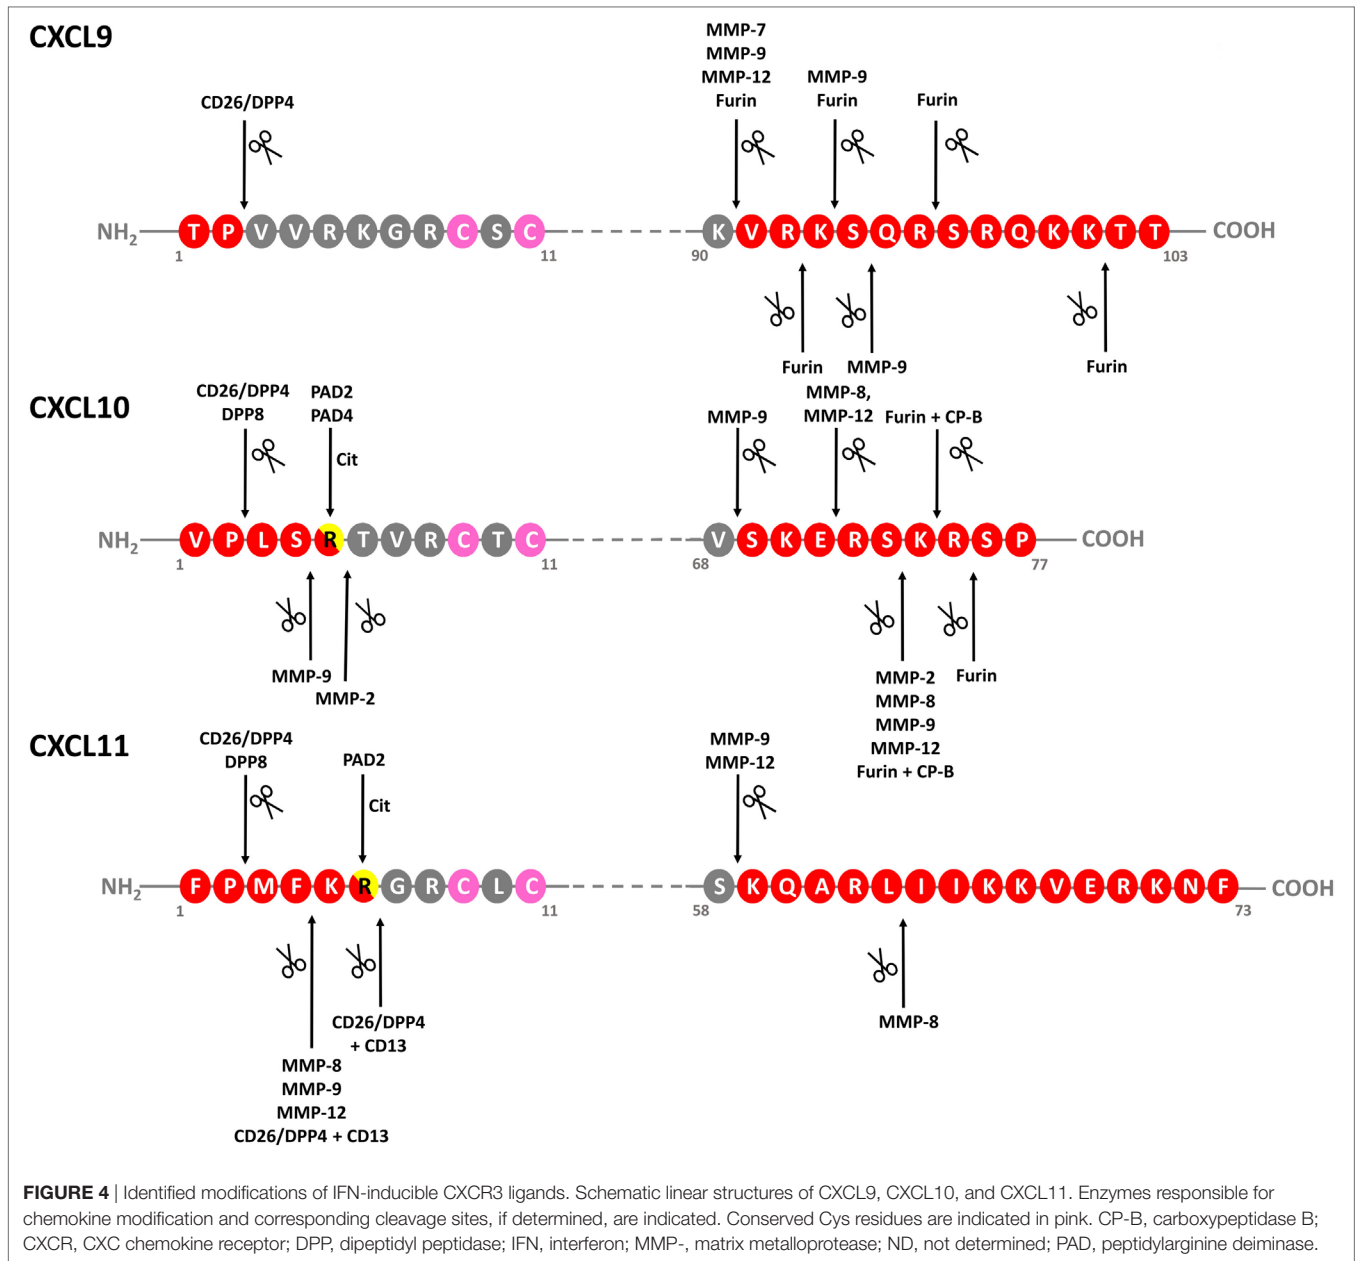 CXCL9
MMP-7
MMP-9
MMP-12
Furin
MMP-9
Furin
Furin
CD26/DPP4
NH2
T P V V R K G R C S C
K V R K S Q R S R Q K K T T
COOH
1
11
90
103
Furin
MMP-9
Furin
CXCL10
CD26/DPP4
DPP8
PAD2
PAD4
Cit
MMP-9
MMP-8,
MMP-12
Furin + CP-B
NH2
V P L S R T V R C T C
V S K E R S K R S P
COOH
1
11
68
77
MMP-9
MMP-2
MMP-2
MMP-8
MMP-9
MMP-12
Furin + CP-B
Furin
CXCL11
CD26/DPP4
DPP8
PAD2
Cit
MMP-9
MMP-12
NH2
F P M F K R G R C L C
S K Q A R L I I K K V E R K N F
COOH
1
11
58
73
CD26/DPP4
+ CD13
MMP-8
MMP-9
MMP-12
CD26/DPP4 + CD13
MMP-8
FIGURE 4 | Identified modifications of IFN-inducible CXCR3 ligands. Schematic linear structures of CXCL9, CXCL10, and CXCL11. Enzymes responsible for
chemokine modification and corresponding cleavage sites, if determined, are indicated. Conserved Cys residues are indicated in pink. CP-B, carboxypeptidase B;
CXCR, CXC chemokine receptor; DPP, dipeptidyl peptidase; IFN, interferon; MMP-, matrix metalloprotease; ND, not determined; PAD, peptidylarginine deiminase.